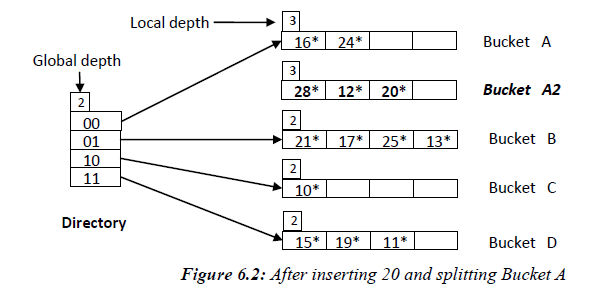 Local depth
3
16* 24* Bucket A
Global depth
3
28* 12* 20* Bucket A2
2
00
2
01
21* 17* 25* 13* Bucket B
10
2
11
10* Bucket C
Directory
2
15* 19* 11* Bucket D
Figure 6.2: After inserting 20 and splitting Bucket A